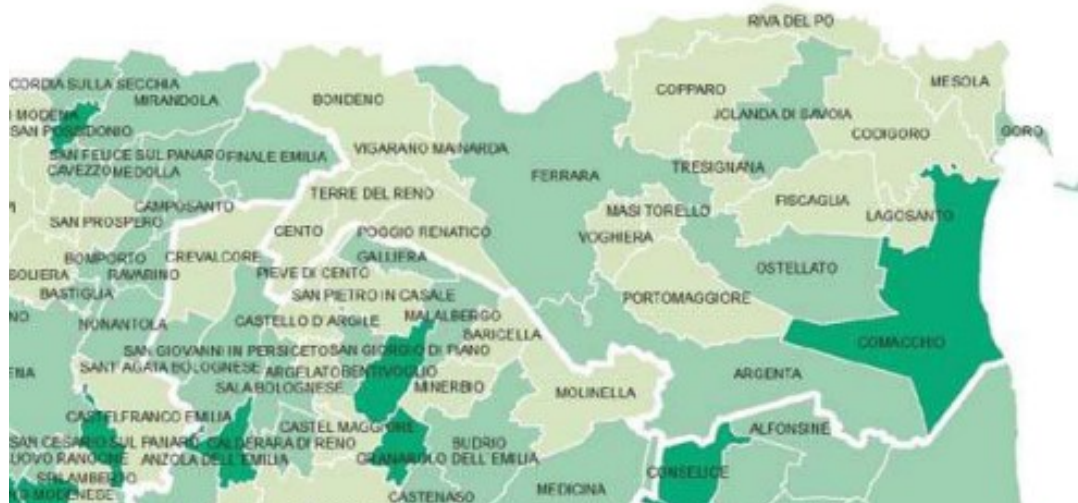 RIVA DEL PO
CORDIA SULLA SECCHIA
MIRANDOLA
BONDENO
COPPARO
MESOLA
MODENA
SAN POSSIDONIO
JOLANDA DI SAVOIA
CODIGORO
GORO
SAN FELICE SUL PANARO
FINALE EMILIA
VIGARANO MAINARDA
CAVEZZO
MEDOLLA
FERRARA
TRESIGNANA
TERRE DEL RENO
FISCAGLIA
CAMPOSANTO
MASI TORELLO
LAGOSANTO
SAN PROSPERO
CENTO
POGGIO RENATICO
VOGHIERA
BOMPORTO
CREVALCORE
GALLIERA
OSTELLATO
SOLIERA
RAVARINO
PIEVE DI CENTO
BASTIGLIA
SAN PIETRO IN CASALE
PORTOMAGGIORE
NONANTOLA
CASTELLO D'ARGILE
MALALBERGO
BARICELLA
COMACCHIO
SAN GIOVANNI IN PERSICETO
SAN GIORGIO DI PIANO
SANT'AGATA BOLOGNESE
ARGELATO
BENTIVOGLIO
ARGENTA
SALA BOLOGNESE
MINERBIO
MOLINELLA
CASTELFRANCO EMILIA
CASTEL MAGGIORE
ALFONSINE
SAN CESARIO SUL PANARO
CALDERARA DI RENO
BUDRIO
UOVO RANGONE
ANZOLA DELL'EMILIA
GRANAROLO DELL'EMILIA
CONSELICE
SPILAMBERTO
MODENESE
CASTENASO
MEDICINA